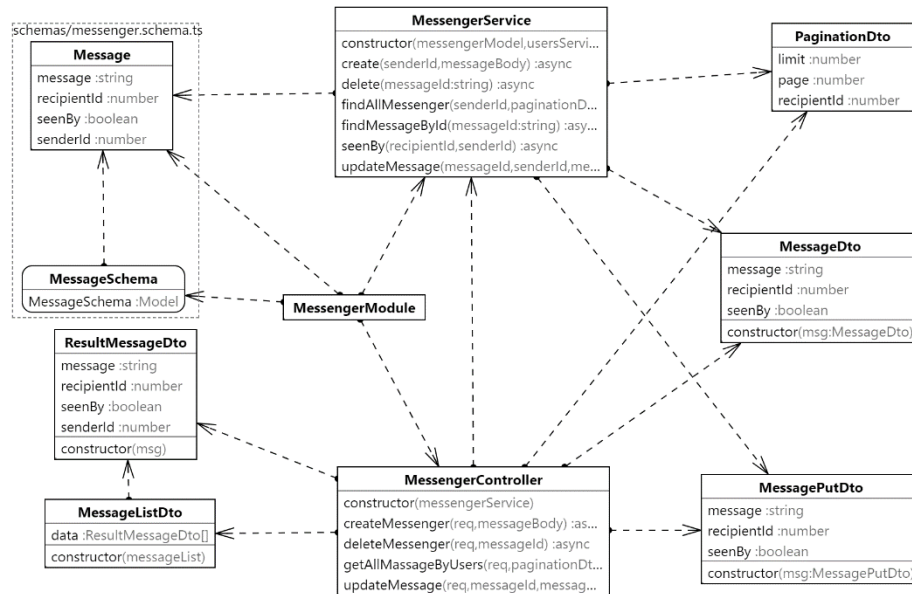 schemas/messenger.schema.ts
Message
message :string
recipientId :number
seenBy :boolean
senderId :number
MessageSchema
MessageSchema :Model
MessengerService
constructor(messengerModel,usersServi...
create(senderId,messageBody) :async
delete(messageId:string) :async
findAllMessenger(senderId,paginationD...
findMessageById(messageId:string) :asy...
seenBy(recipientId,senderId) :async
updateMessage(messageId,senderId,me...
PaginationDto
limit :number
page :number
recipientId :number
MessageDto
message :string
recipientId :number
seenBy :boolean
constructor(msg:MessageDto)
MessengerModule
ResultMessageDto
message :string
recipientId :number
seenBy :boolean
senderId :number
constructor(msg)
MessageListDto
data :ResultMessageDto[]
constructor(messageList)
MessengerController
constructor(messengerService)
createMessenger(req,messageBody) :as...
deleteMessenger(req,messageId) :async
getAllMassageByUsers(req,paginationDt...
updateMessage(req,messageId,messag...
MessagePutDto
message :string
recipientId :number
seenBy :boolean
constructor(msg:MessagePutDto)